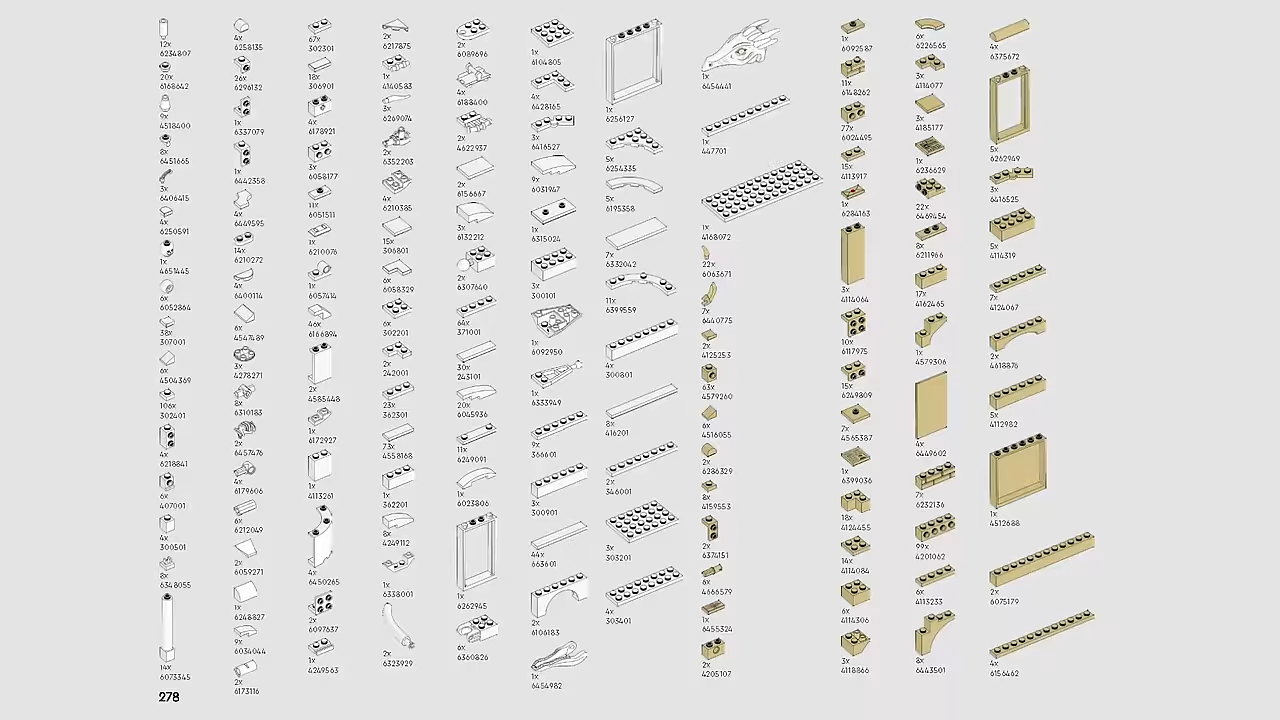 12x
6234807
20x
6168642
9x
4518400
8x
6451665
3x
6406415
4x
6250591
1x
4651445
6x
6052864
38x
307001
6x
4504369
106x
302401
4x
6218841
6x
407001
4x
300501
8x
6348055
14x
6073345
278
4x
6258135
26x
6296132
1x
6337079
1x
6442358
4x
6449595
14x
6210272
4x
6400114
6x
4547489
3x
4278271
8x
6310183
2x
6457476
4x
6179606
6x
6212049
2x
6059271
1x
6248827
9x
6034044
2x
6173116
67x
302301
18x
306901
4x
6178921
3x
6058177
11x
6051511
1x
6210076
1x
6057414
46x
6166894
2x
4585448
1x
6172927
1x
4113261
4x
6450265
2x
6097637
1x
4249563
2x
6217875
1x
4140583
3x
6269074
2x
6352203
4x
6210385
15x
306801
6x
6058329
6x
302201
2x
242001
23x
362301
73x
4558168
1x
362201
8x
4249112
1x
6338001
2x
6323929
2x
6089696
4x
6188400
2x
4622937
2x
6156667
3x
6132212
2x
6307640
64x
371001
30x
243101
20x
6045936
11x
6249091
1x
6023806
1x
6262945
6x
6360826
1x
6104805
4x
6428165
3x
6416527
9x
6031947
1x
6315024
3x
300101
1x
6092950
1x
6333949
9x
366601
3x
300901
44x
663601
2x
6106183
1x
6454982
1x
6256127
5x
6254335
5x
6195358
7x
6332042
11x
6399559
4x
300801
8x
416201
2x
346001
3x
303201
4x
303401
1x
6454441
1x
447701
1x
4168072
22x
6063671
7x
6440775
2x
4125253
63x
4579260
6x
4516055
2x
6286329
8x
4159553
2x
6374151
6x
4666579
1x
6455324
2x
4205107
1x
6092587
11x
6148262
77x
6024495
15x
4113917
1x
6284163
3x
4114064
10x
6117975
15x
6249809
7x
4565387
1x
6399036
18x
4124455
14x
4114084
6x
4114306
3x
4118866
6x
6226565
3x
4114077
3x
4185177
1x
6236629
22x
6469454
8x
6211966
17x
4162465
1x
4579306
4x
6449602
7x
6232136
99x
4201062
6x
4113233
8x
6443501
4x
6375672
5x
6262949
3x
6416525
5x
4114319
7x
4124067
2x
4618876
5x
4112982
1x
4512688
2x
6075179
4x
6156462